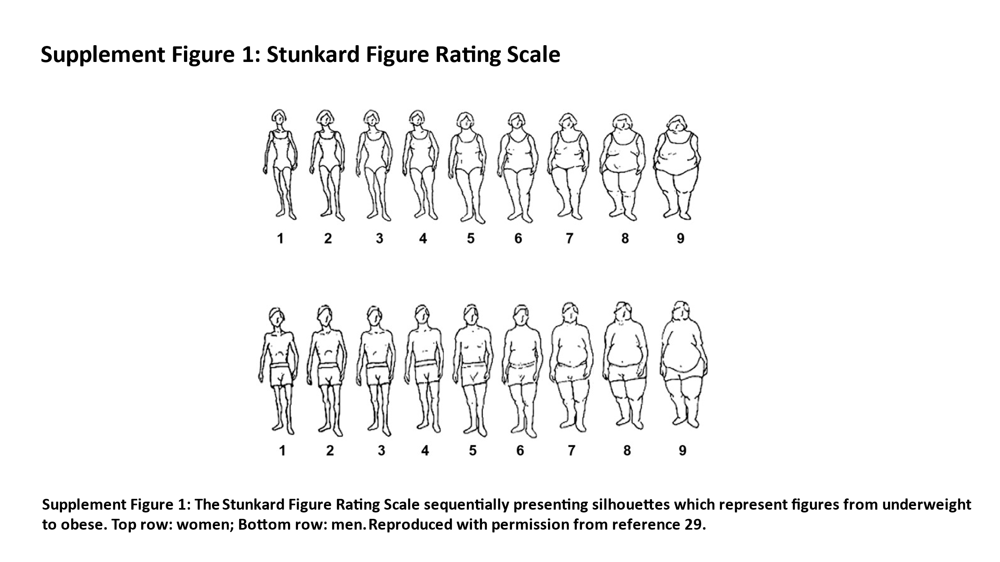 Supplement Figure 1: Stunkard Figure Rating Scale
1 2 3 4 5 6 7 8 9
1 2 3 4 5 6 7 8 9
Supplement Figure 1: The Stunkard Figure Rating Scale sequentially presenting silhouettes which represent figures from underweight
to obese. Top row: women; Bottom row: men. Reproduced with permission from reference 29.